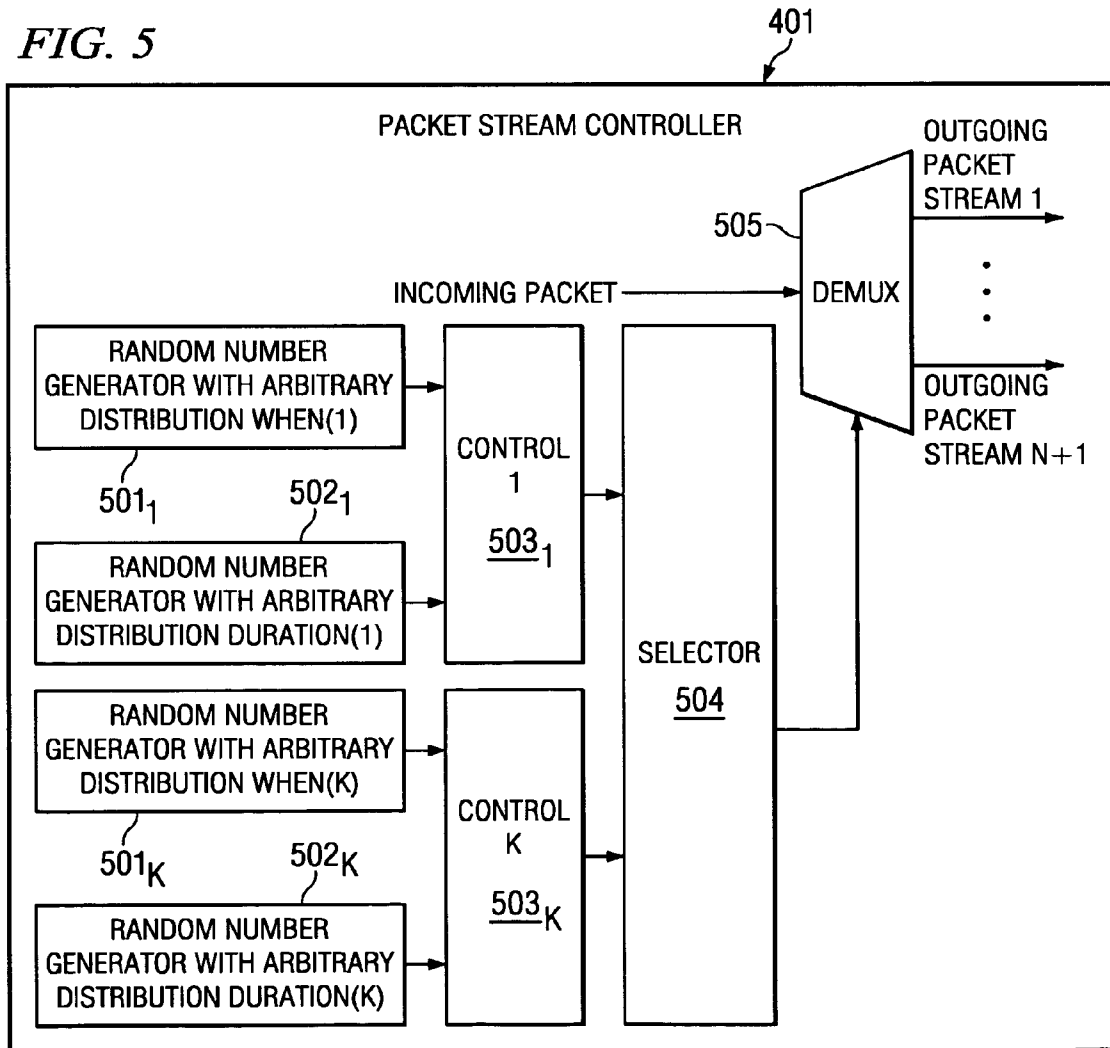 FIG. 5
401
PACKET STREAM CONTROLLER
OUTGOING
PACKET
STREAM 1
505
DEMUX
INCOMING PACKET
OUTGOING
PACKET
STREAM N+1
RANDOM NUMBER
GENERATOR WITH ARBITRARY
DISTRIBUTION WHEN(1)
501₁
502₁
RANDOM NUMBER
GENERATOR WITH ARBITRARY
DISTRIBUTION DURATION(1)
CONTROL
1
503₁
RANDOM NUMBER
GENERATOR WITH ARBITRARY
DISTRIBUTION WHEN(K)
501K
502K
RANDOM NUMBER
GENERATOR WITH ARBITRARY
DISTRIBUTION DURATION(K)
CONTROL
K
503K
SELECTOR
504